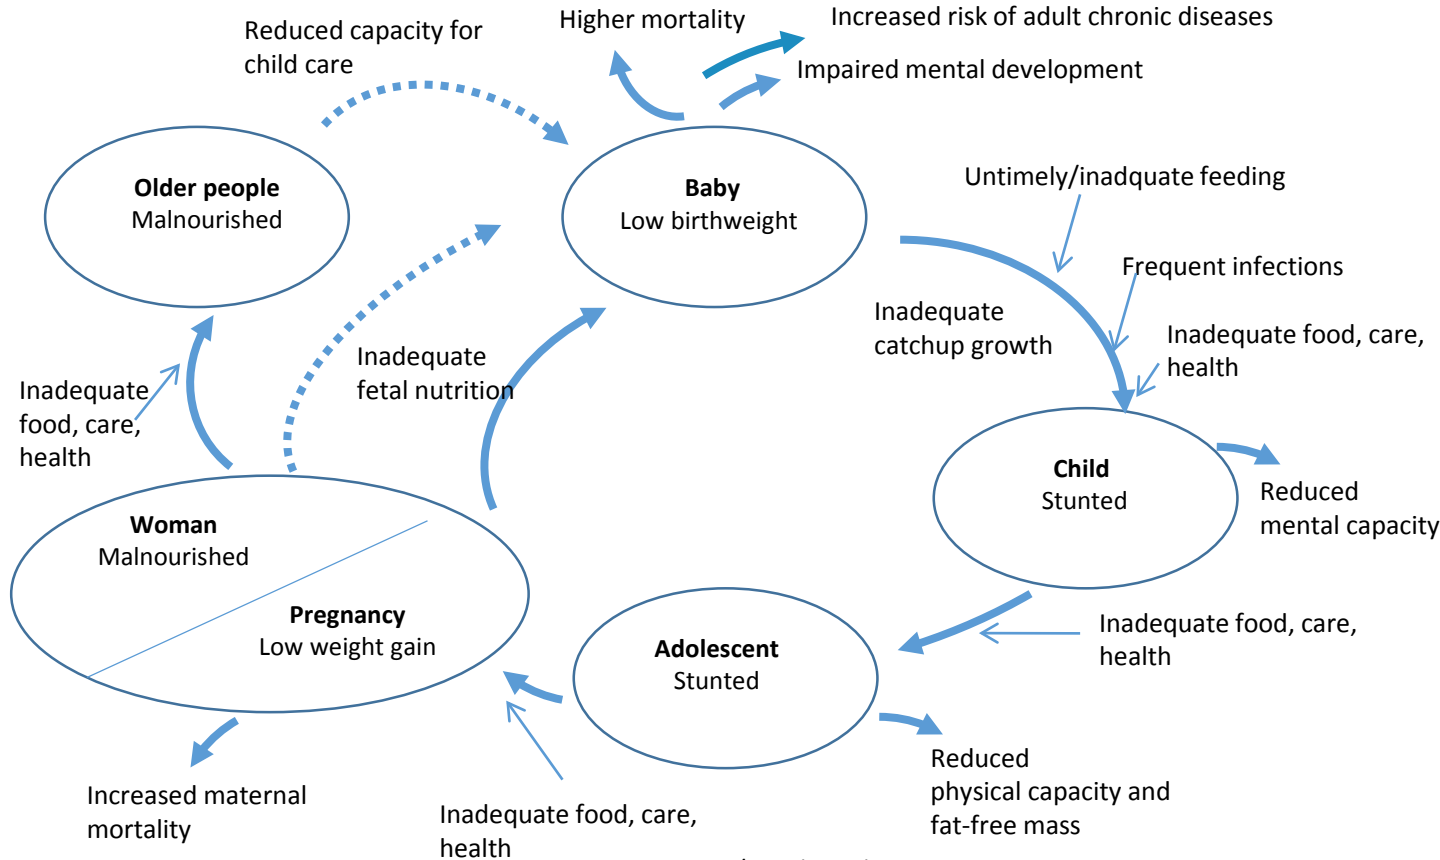 Higher mortality
Increased risk of adult chronic diseases
Reduced capacity for
child care
Impaired mental development
Older people
Malnourished
Baby
Low birthweight
Untimely/inadquate feeding
Frequent infections
Inadequate
catchup growth
Inadequate food, care,
health
Inadequate
fetal nutrition
Inadequate
food, care,
health
Child
Stunted
Reduced
mental capacity
Woman
Malnourished
Pregnancy
Low weight gain
Adolescent
Stunted
Inadequate food, care,
health
Reduced
physical capacity and
fat-free mass
Increased maternal
mortality
Inadequate food, care,
health